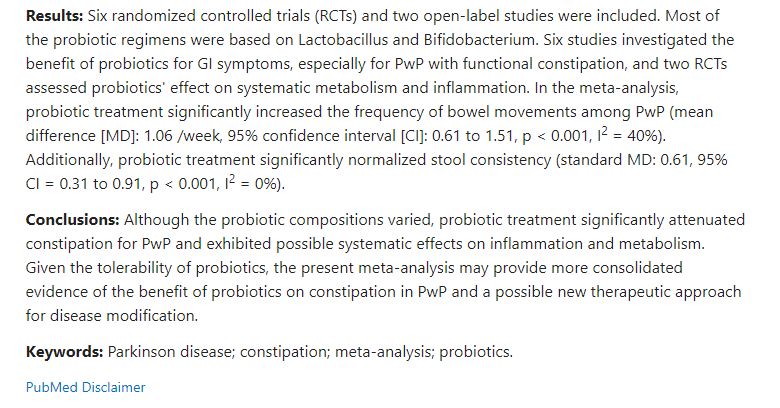 Results: Six randomized controlled trials (RCTs) and two open-label studies were included. Most of
the probiotic regimens were based on Lactobacillus and Bifidobacterium. Six studies investigated the
benefit of probiotics for GI symptoms, especially for PwP with functional constipation, and two RCTs
assessed probiotics' effect on systematic metabolism and inflammation. In the meta-analysis,
probiotic treatment significantly increased the frequency of bowel movements among PwP (mean
difference [MD]: 1.06 /week, 95% confidence interval [CI]: 0.61 to 1.51, p < 0.001, I² = 40%).
Additionally, probiotic treatment significantly normalized stool consistency (standard MD: 0.61, 95%
CI = 0.31 to 0.91, p < 0.001, I² = 0%).
Conclusions: Although the probiotic compositions varied, probiotic treatment significantly attenuated
constipation for PwP and exhibited possible systematic effects on inflammation and metabolism.
Given the tolerability of probiotics, the present meta-analysis may provide more consolidated
evidence of the benefit of probiotics on constipation in PwP and a possible new therapeutic approach
for disease modification.
Keywords: Parkinson disease; constipation; meta-analysis; probiotics.
PubMed Disclaimer